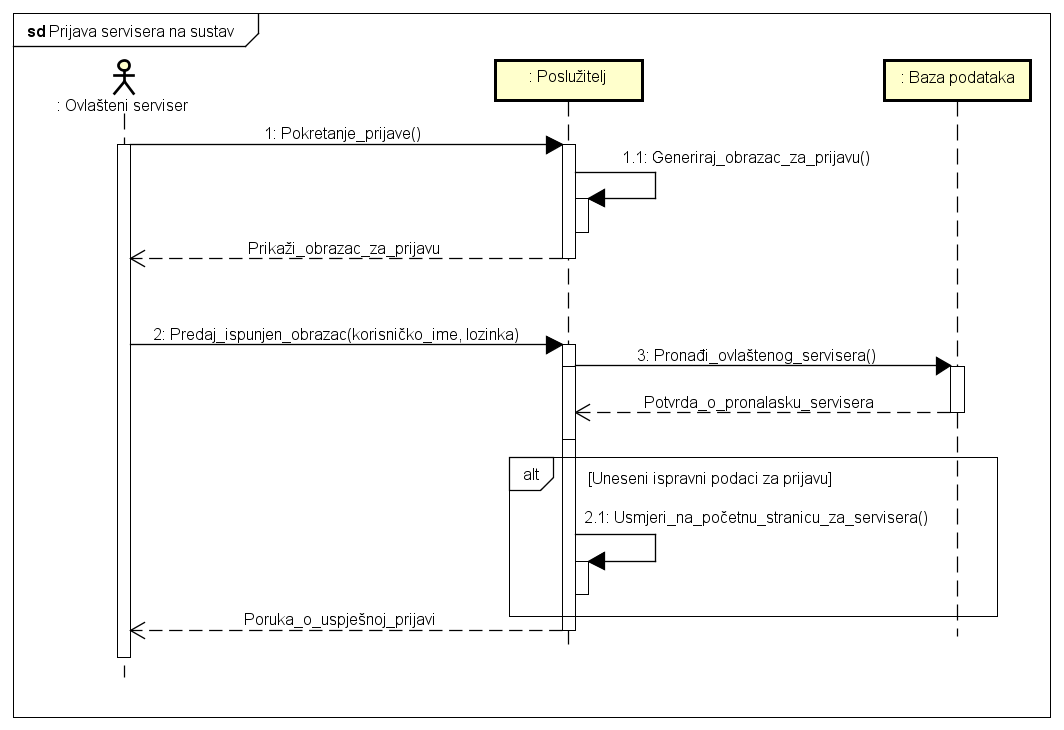 sd Prijava servisera na sustav
: Ovlašteni serviser
: Poslužitelj
: Baza podataka
1: Pokretanje_prijave()
1.1: Generiraj_obrazac_za_prijavu()
Prikaži_obrazac_za_prijavu
2: Predaj_ispunjen_obrazac(korisničko_ime, lozinka)
3: Pronađi_ovlaštenog_servisera()
Potvrda_o_pronalasku_servisera
alt
[Uneseni ispravni podaci za prijavu]
2.1: Usmjeri_na_početnu_stranicu_za_servisera()
Poruka_o_uspješnoj_prijavi